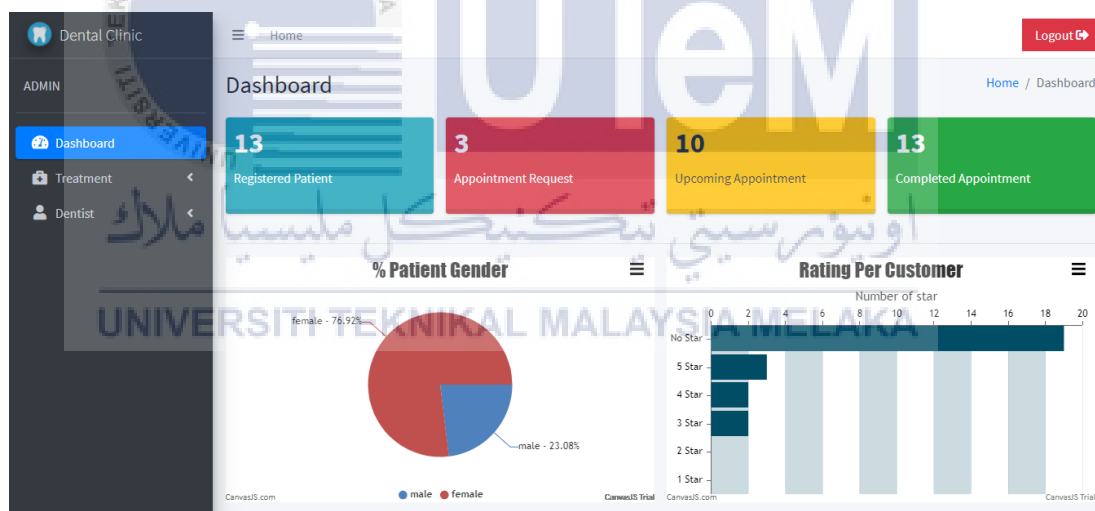 Dental Clinic
Home
Logout
ADMIN
Dashboard
Home / Dashboard
Dashboard
Treatment
Dentist
13
Registered Patient
3
Appointment Request
10
Upcoming Appointment
13
Completed Appointment
UTeM
اونيورسيتي تيكنيكل مليسيا ملاك
UNIVERSITI TEKNIKAL MALAYSIA MELAKA
% Patient Gender
female - 76.92%
male - 23.08%
male female
CanvasJS.com
CanvasJS Trial
Rating Per Customer
Number of star
0 2 4 6 8 10 12 14 16 18 20
No Star
5 Star
4 Star
3 Star
2 Star
1 Star
CanvasJS.com
CanvasJS Trial